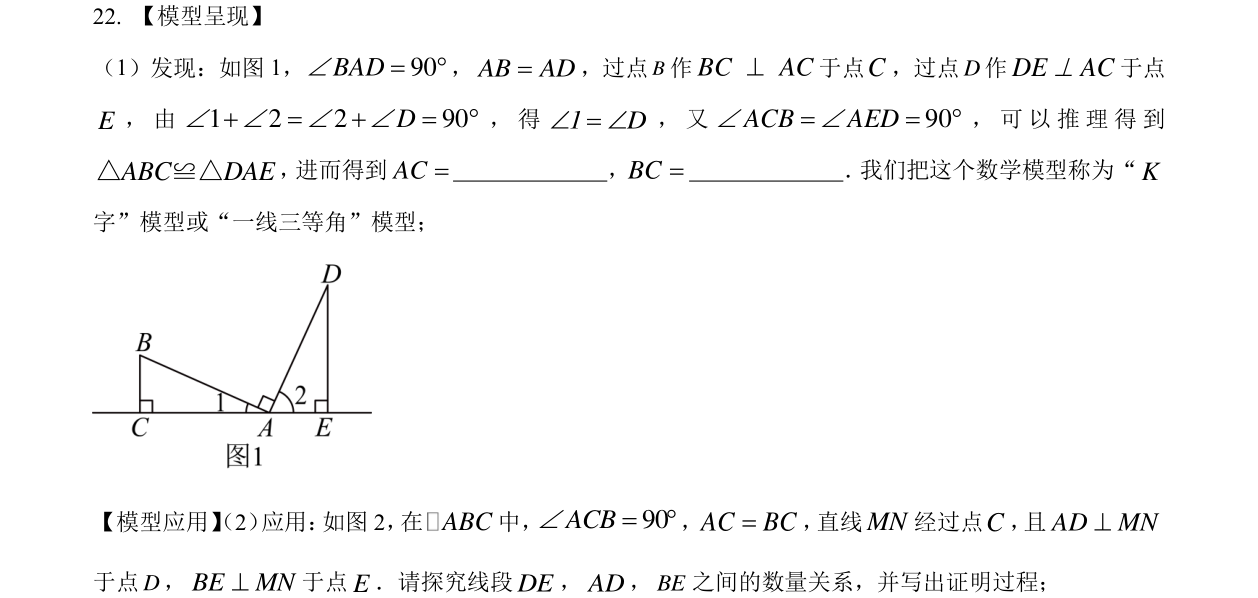 22. 【模型呈现】
（1）发现：如图 1，∠BAD = 90°，AB = AD，过点 B 作 BC ⊥ AC 于点 C，过点 D 作 DE ⊥ AC 于点
E，由 ∠1+∠2 = ∠2+∠D = 90°，得 ∠1 = ∠D，又 ∠ACB = ∠AED = 90°，可以推理得到
△ABC≌△DAE，进而得到 AC = ____________，BC = ____________．我们把这个数学模型称为“K
字”模型或“一线三等角”模型；
D
B
1
2
C
A
E
图1
【模型应用】（2）应用：如图 2，在□ABC 中，∠ACB = 90°，AC = BC，直线 MN 经过点 C，且 AD ⊥ MN
于点 D，BE ⊥ MN 于点 E．请探究线段 DE，AD，BE 之间的数量关系，并写出证明过程；